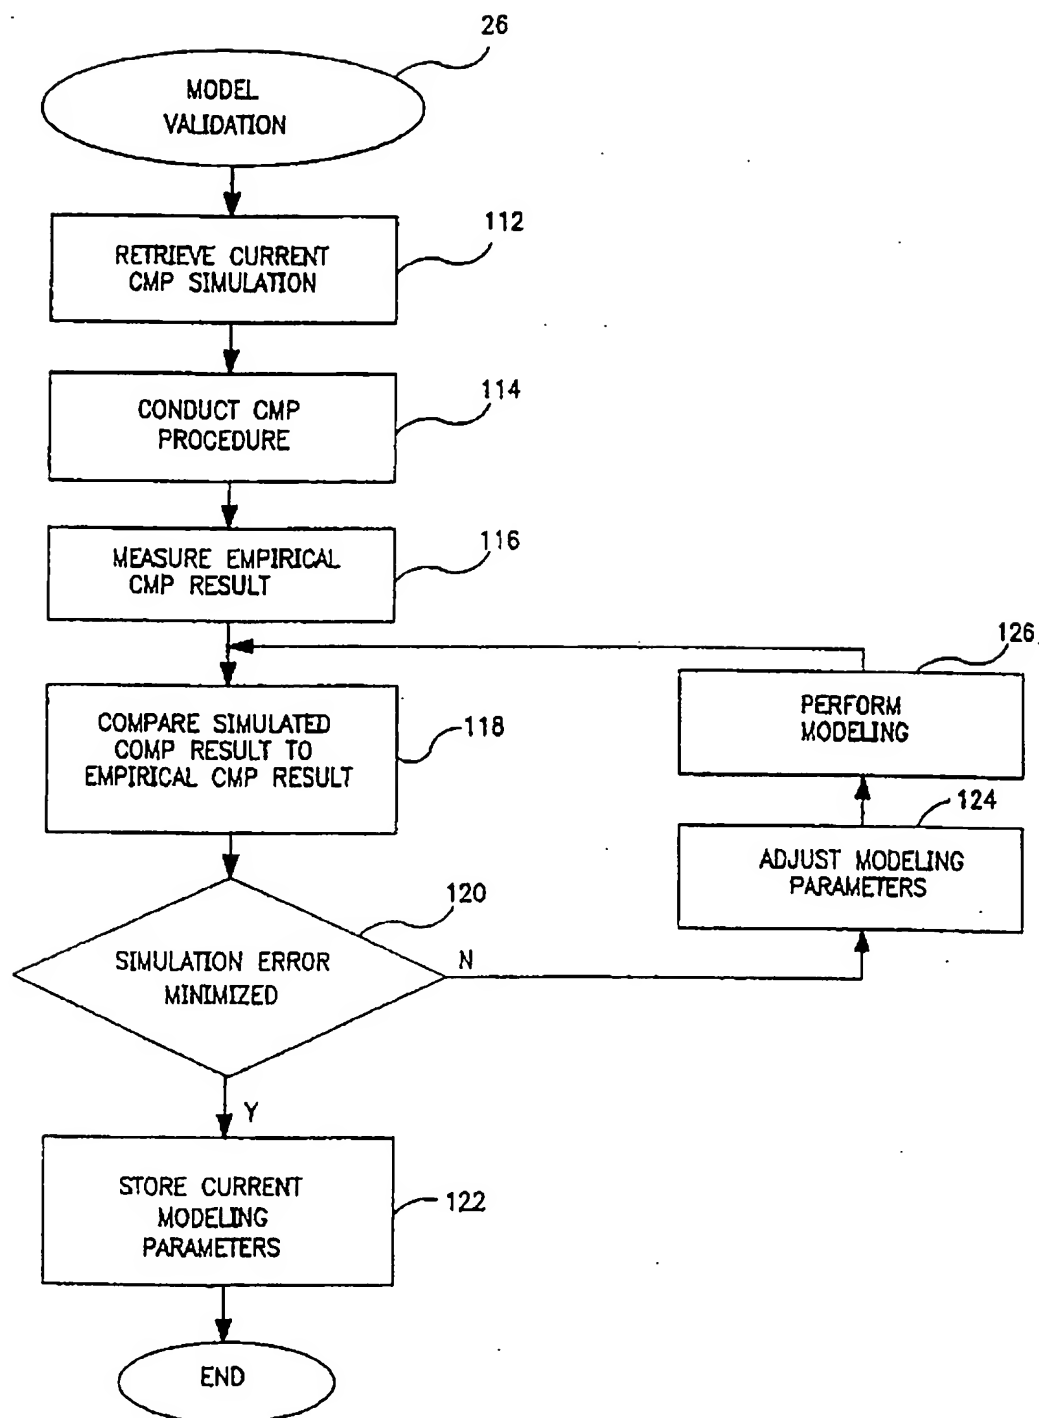 26
MODEL
VALIDATION
112
RETRIEVE CURRENT
CMP SIMULATION
114
CONDUCT CMP
PROCEDURE
116
MEASURE EMPIRICAL
CMP RESULT
126
PERFORM
MODELING
118
COMPARE SIMULATED
COMP RESULT TO
EMPIRICAL CMP RESULT
124
ADJUST MODELING
PARAMETERS
120
SIMULATION ERROR
MINIMIZED
N
Y
122
STORE CURRENT
MODELING
PARAMETERS
END